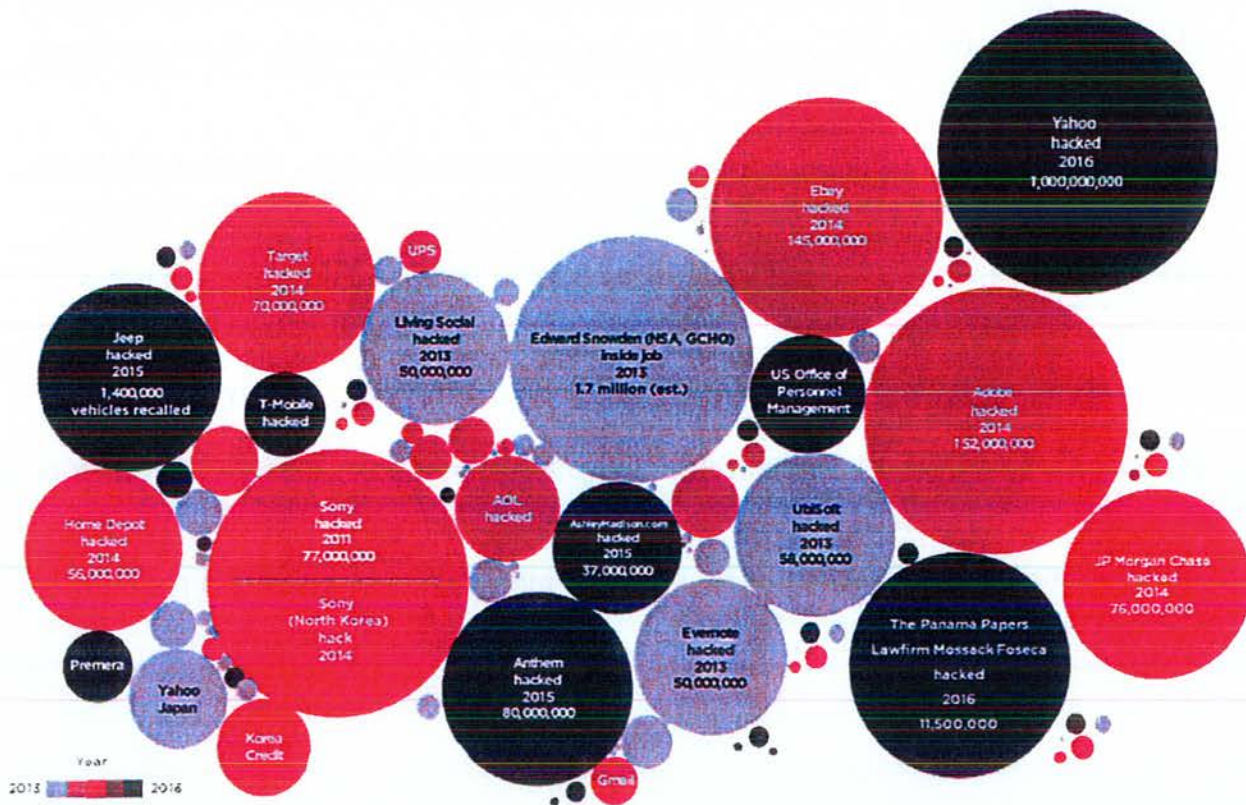 Yahoo
hacked
2016
1,000,000,000
Ebay
hacked
2014
145,000,000
Target
hacked
2014
70,000,000
UPS
Living Social
hacked
2013
50,000,000
Edward Snowden (NSA, GCHQ)
inside job
2013
1.7 million (est.)
Jeep
hacked
2015
1,400,000
vehicles recalled
T-Mobile
hacked
US Office of
Personnel
Management
Adobe
hacked
2014
152,000,000
Home Depot
hacked
2014
56,000,000
Sony
hacked
2011
77,000,000
Sony
(North Korea)
hack
2014
AOL
hacked
AshleyMadison.com
hacked
2015
37,000,000
UbiSoft
hacked
2013
58,000,000
JP Morgan Chase
hacked
2014
76,000,000
The Panama Papers
Lawfirm Mossack Foseca
hacked
2016
11,500,000
Premera
Yahoo
Japan
Anthem
hacked
2015
80,000,000
Evernote
hacked
2013
50,000,000
Korea
Credit
Gmail
Year
2013 2016